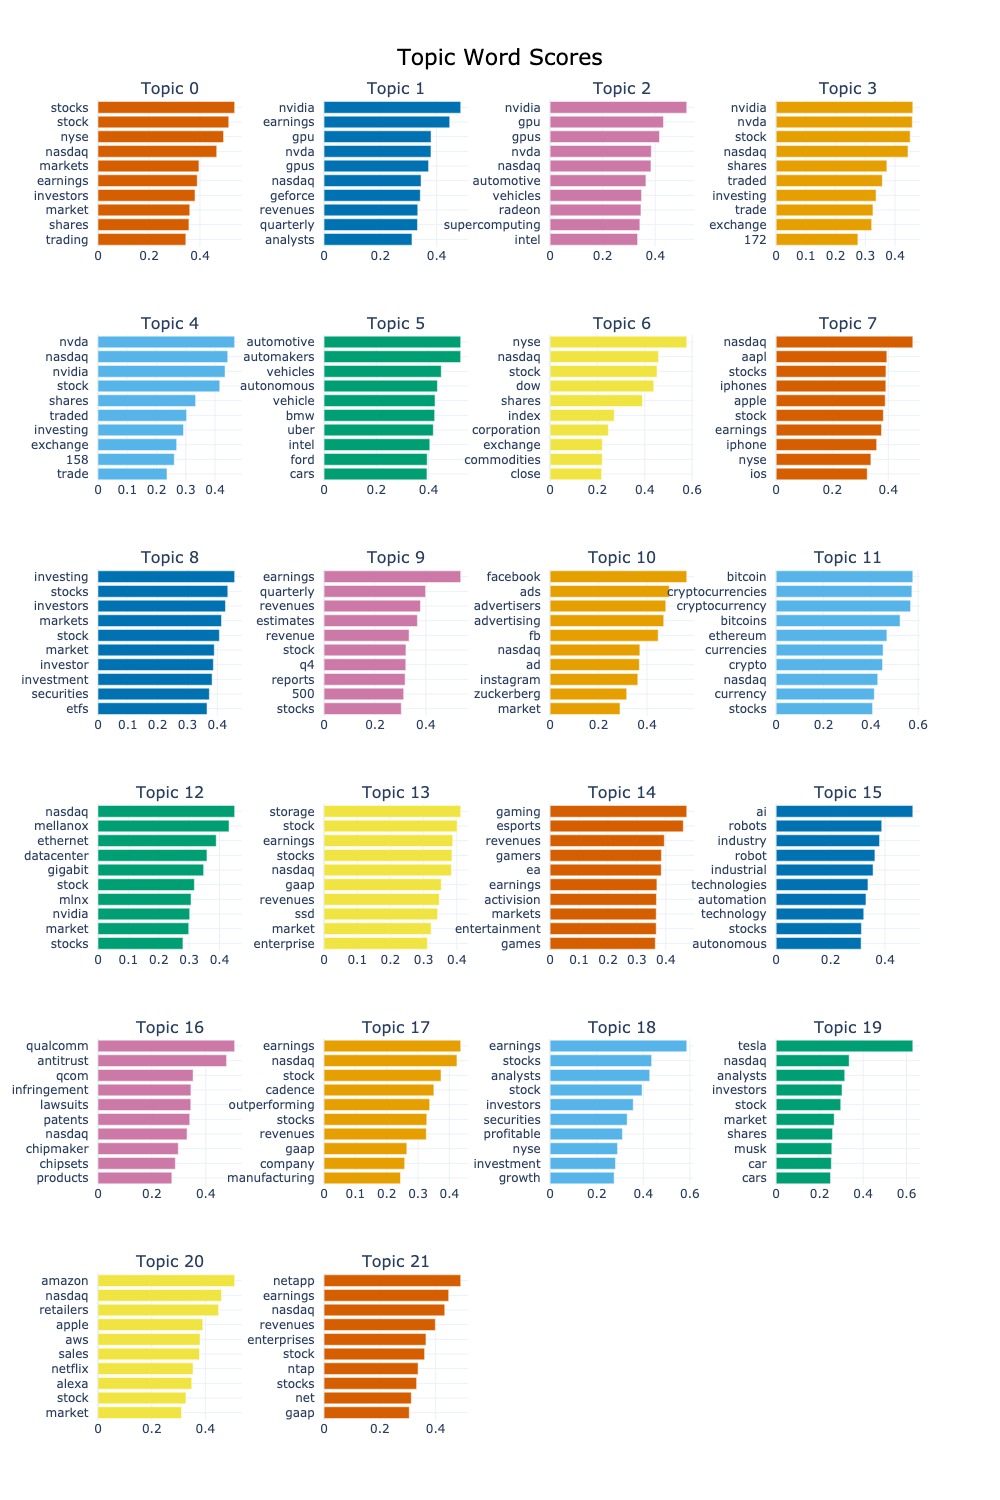 Topic Word Scores
Topic 0
stocks
stock
nyse
nasdaq
markets
earnings
investors
market
shares
trading
0 0.2 0.4
Topic 1
nvidia
earnings
gpu
nvda
gpus
nasdaq
geforce
revenues
quarterly
analysts
0 0.2 0.4
Topic 2
nvidia
gpu
gpus
nvda
nasdaq
automotive
vehicles
radeon
supercomputing
intel
0 0.2 0.4
Topic 3
nvidia
nvda
stock
nasdaq
shares
traded
investing
trade
exchange
172
0 0.1 0.2 0.3 0.4
Topic 4
nvda
nasdaq
nvidia
stock
shares
traded
investing
exchange
158
trade
0 0.1 0.2 0.3 0.4
Topic 5
automotive
automakers
vehicles
autonomous
vehicle
bmw
uber
intel
ford
cars
0 0.2 0.4
Topic 6
nyse
nasdaq
stock
dow
shares
index
corporation
exchange
commodities
close
0 0.2 0.4 0.6
Topic 7
nasdaq
aapl
stocks
iphones
apple
stock
earnings
iphone
nyse
ios
0 0.2 0.4
Topic 8
investing
stocks
investors
markets
stock
market
investor
investment
securities
etfs
0 0.1 0.2 0.3 0.4
Topic 9
earnings
quarterly
revenues
estimates
revenue
stock
q4
reports
500
stocks
0 0.2 0.4
Topic 10
facebook
ads
advertisers
advertising
fb
nasdaq
ad
instagram
zuckerberg
market
0 0.2 0.4
Topic 11
bitcoin
cryptocurrencies
cryptocurrency
bitcoins
ethereum
currencies
crypto
nasdaq
currency
stocks
0 0.2 0.4 0.6
Topic 12
nasdaq
mellanox
ethernet
datacenter
gigabit
stock
mlnx
nvidia
market
stocks
0 0.1 0.2 0.3 0.4
Topic 13
storage
stock
earnings
stocks
nasdaq
gaap
revenues
ssd
market
enterprise
0 0.1 0.2 0.3 0.4
Topic 14
gaming
esports
revenues
gamers
ea
earnings
activision
markets
entertainment
games
0 0.1 0.2 0.3 0.4
Topic 15
ai
robots
industry
robot
industrial
technologies
automation
technology
stocks
autonomous
0 0.2 0.4
Topic 16
qualcomm
antitrust
qcom
infringement
lawsuits
patents
nasdaq
chipmaker
chipsets
products
0 0.2 0.4
Topic 17
earnings
nasdaq
stock
cadence
outperforming
stocks
revenues
gaap
company
manufacturing
0 0.1 0.2 0.3 0.4
Topic 18
earnings
stocks
analysts
stock
investors
securities
profitable
nyse
investment
growth
0 0.2 0.4 0.6
Topic 19
tesla
nasdaq
analysts
investors
stock
market
shares
musk
car
cars
0 0.2 0.4 0.6
Topic 20
amazon
nasdaq
retailers
apple
aws
sales
netflix
alexa
stock
market
0 0.2 0.4
Topic 21
netapp
earnings
nasdaq
revenues
enterprises
stock
ntap
stocks
net
gaap
0 0.2 0.4